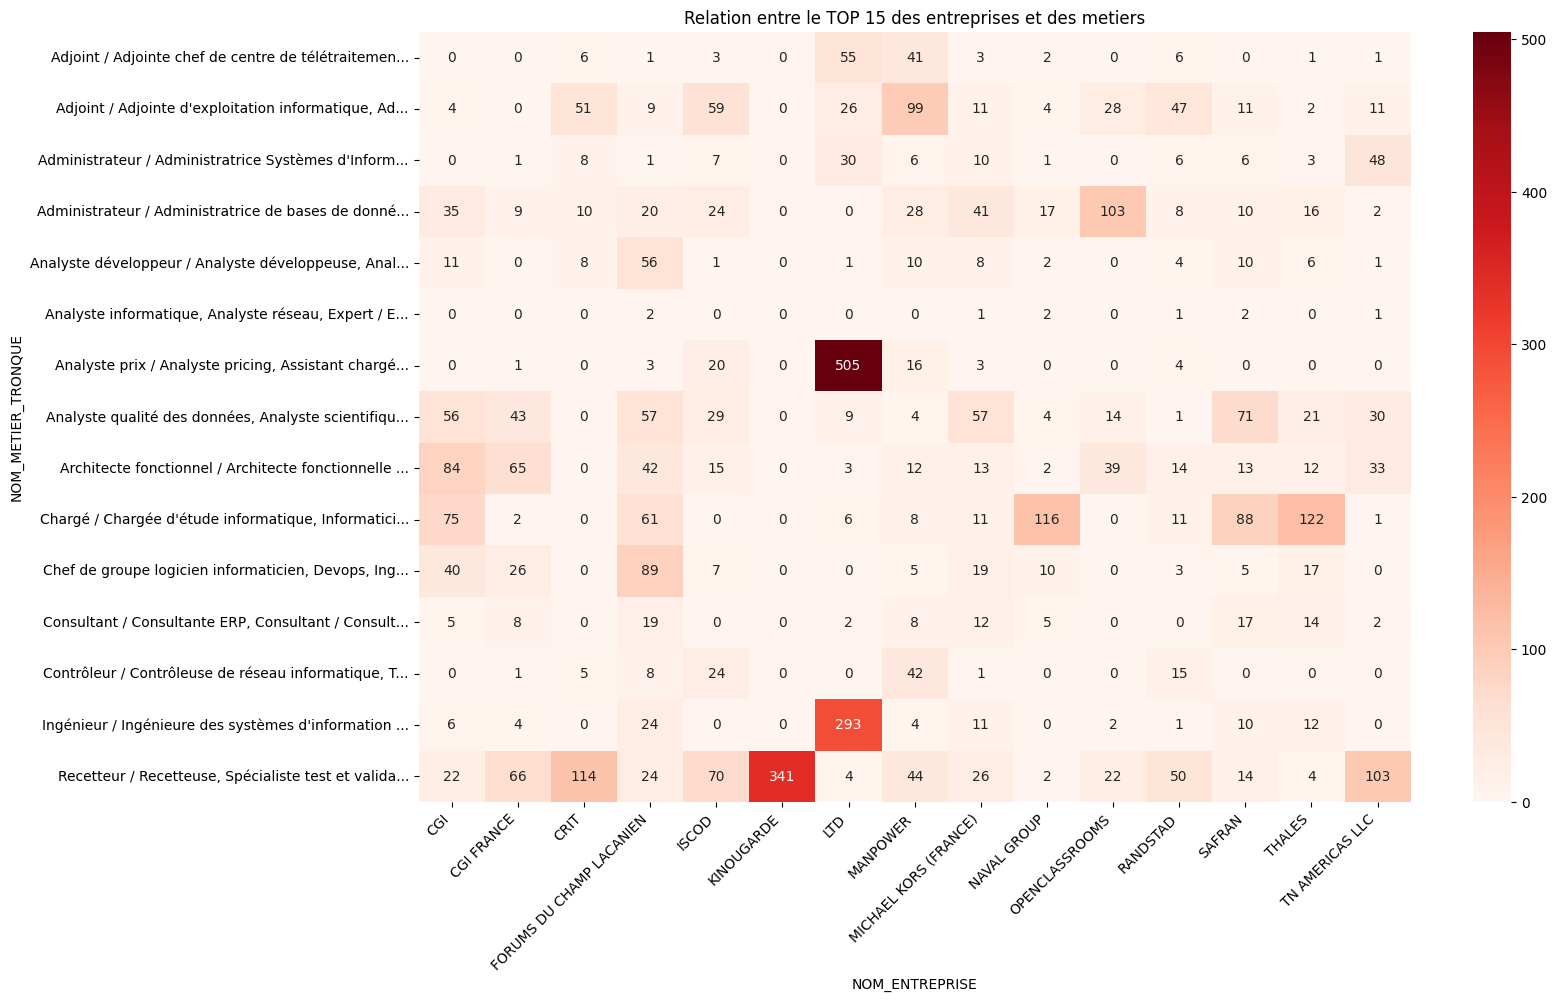 Relation entre le TOP 15 des entreprises et des metiers
NOM_METIER_TRONQUE
Adjoint / Adjointe chef de centre de télétraitemen... 0 0 6 1 3 0 55 41 3 2 0 6 0 1 1
Adjoint / Adjointe d'exploitation informatique, Ad... 4 0 51 9 59 0 26 99 11 4 28 47 11 2 11
Administrateur / Administratrice Systèmes d'Inform... 0 1 8 1 7 0 30 6 10 1 0 6 6 3 48
Administrateur / Administratrice de bases de donné... 35 9 10 20 24 0 0 28 41 17 103 8 10 16 2
Analyste développeur / Analyste développeuse, Anal... 11 0 8 56 1 0 1 10 8 2 0 4 10 6 1
Analyste informatique, Analyste réseau, Expert / E... 0 0 0 2 0 0 0 0 1 2 0 1 2 0 1
Analyste prix / Analyste pricing, Assistant chargé... 0 1 0 3 20 0 505 16 3 0 0 4 0 0 0
Analyste qualité des données, Analyste scientifiqu... 56 43 0 57 29 0 9 4 57 4 14 1 71 21 30
Architecte fonctionnel / Architecte fonctionnelle ... 84 65 0 42 15 0 3 12 13 2 39 14 13 12 33
Chargé / Chargée d'étude informatique, Informatici... 75 2 0 61 0 0 6 8 11 116 0 11 88 122 1
Chef de groupe logicien informaticien, Devops, Ing... 40 26 0 89 7 0 0 5 19 10 0 3 5 17 0
Consultant / Consultante ERP, Consultant / Consult... 5 8 0 19 0 0 2 8 12 5 0 0 17 14 2
Contrôleur / Contrôleuse de réseau informatique, T... 0 1 5 8 24 0 0 42 1 0 0 15 0 0 0
Ingénieur / Ingénieure des systèmes d'information ... 6 4 0 24 0 0 293 4 11 0 2 1 10 12 0
Recetteur / Recetteuse, Spécialiste test et valida... 22 66 114 24 70 341 4 44 26 2 22 50 14 4 103
CGI
CGI FRANCE
CRIT
FORUMS DU CHAMP LACANIEN
ISCOD
KINOUGARDE
LTD
MANPOWER
MICHAEL KORS (FRANCE)
NAVAL GROUP
OPENCLASSROOMS
RANDSTAD
SAFRAN
THALES
TN AMERICAS LLC
NOM_ENTREPRISE
500
400
300
200
100
0